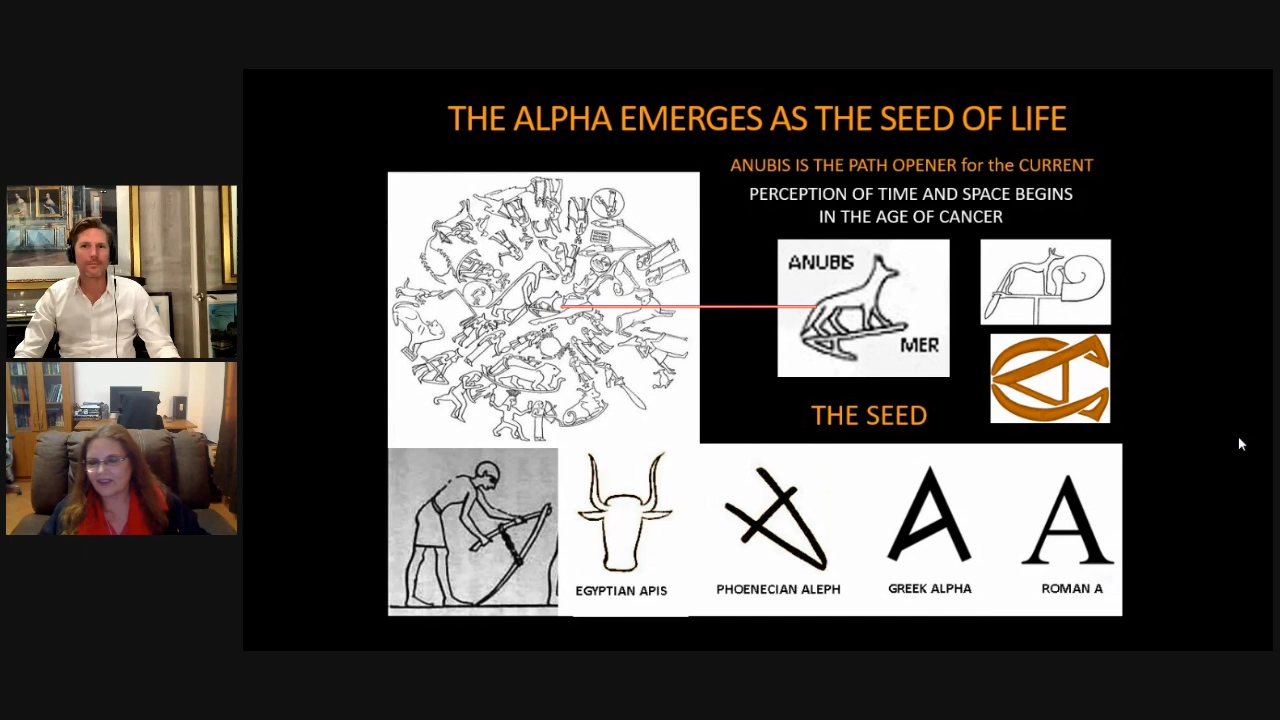 THE ALPHA EMERGES AS THE SEED OF LIFE
ANUBIS IS THE PATH OPENER for the CURRENT
PERCEPTION OF TIME AND SPACE BEGINS
IN THE AGE OF CANCER
ANUBIS
MER
THE SEED
EGYPTIAN APIS
PHOENECIAN ALEPH
GREEK ALPHA
A
ROMAN A